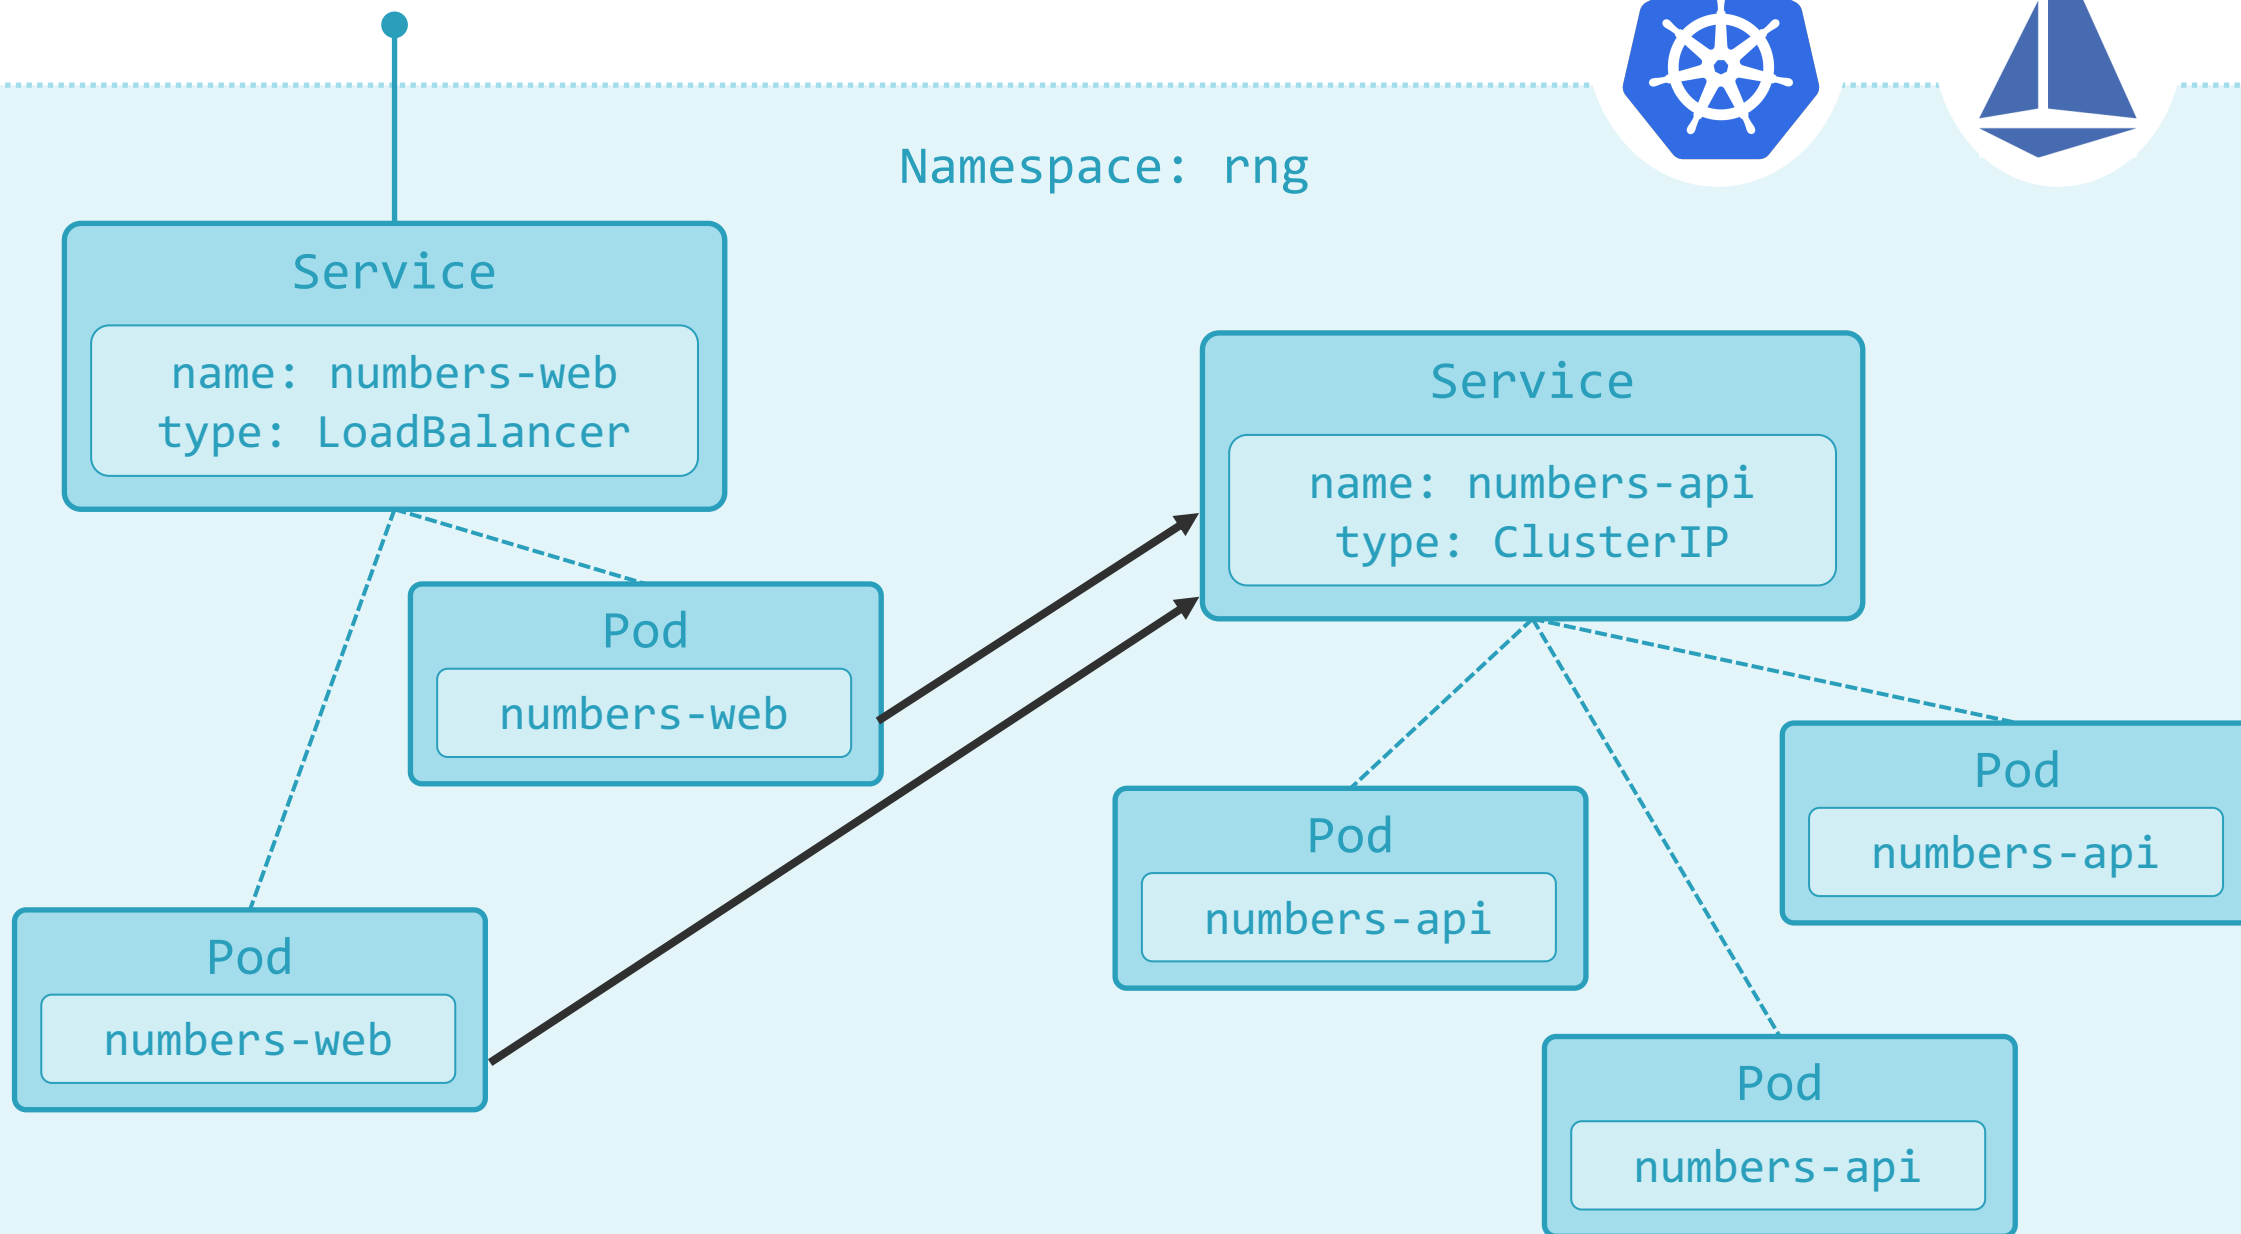 Namespace: rng
Service
name: numbers-web
type: LoadBalancer
Service
name: numbers-api
type: ClusterIP
Pod
numbers-web
Pod
numbers-web
Pod
numbers-api
Pod
numbers-api
Pod
numbers-api